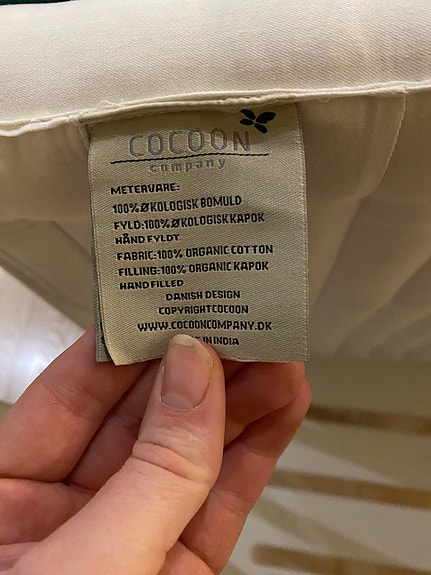 COCOON
company
METERVARE:
100% ØKOLOGISK BOMULD
FYLD:100% ØKOLOGISK KAPOK
HÅND FYLDT
FABRIC:100% ORGANIC COTTON
FILLING:100% ORGANIC KAPOK
HAND FILLED
DANISH DESIGN
COPYRIGHTCOCOON
WWW.COCOONCOMPANY.DK
IN INDIA